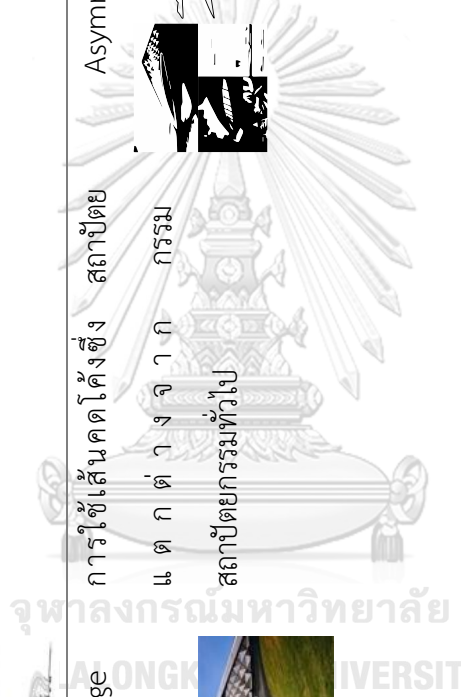 การใช้เส้นคดโค้งซึ่ง
แตกต่างจาก
สถาปัตยกรรมทั่วไป
สถาปัตย
กรรม
จุฬาลงกรณ์มหาวิทยาลัย